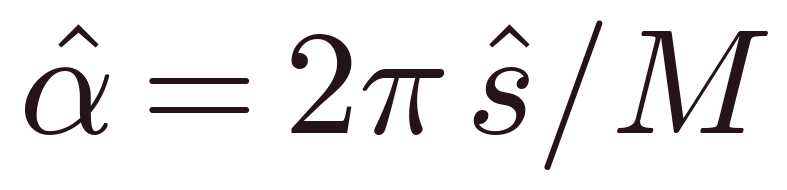 α̂ = 2π ŝ/M